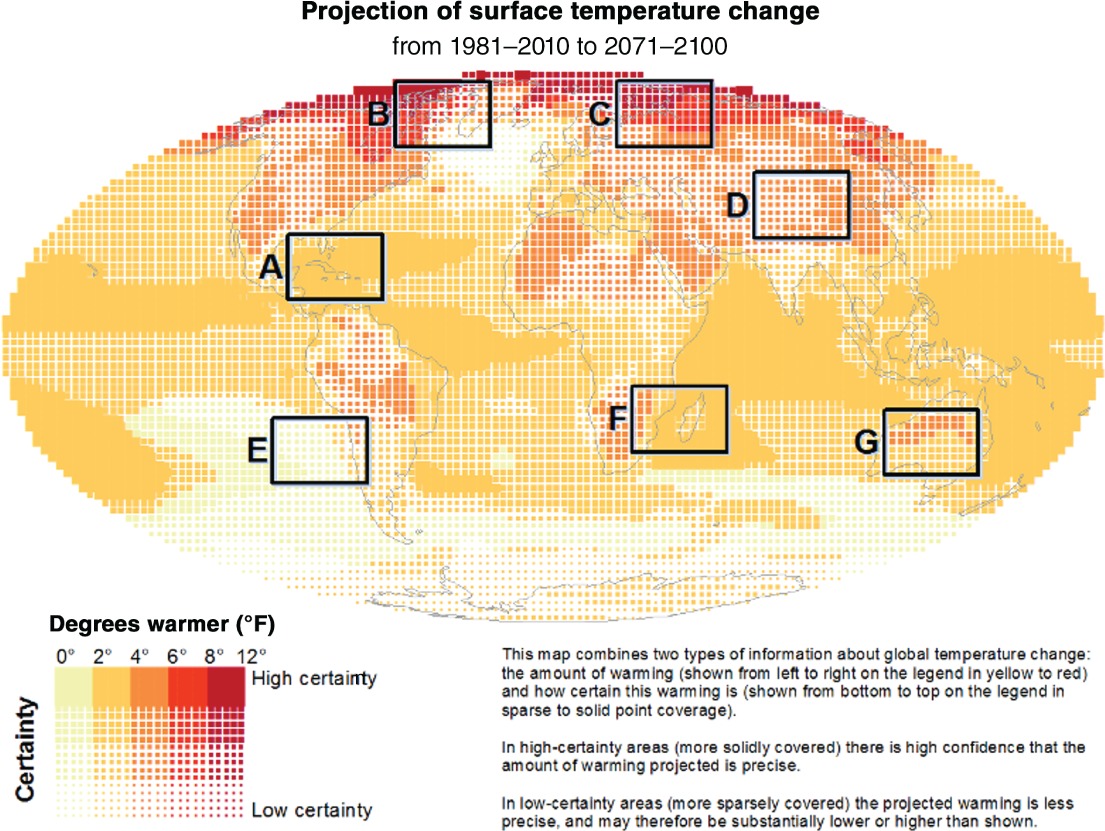 Projection of surface temperature change
from 1981–2010 to 2071–2100
B
C
D
A
F
G
E
Degrees warmer (°F)
0° 2° 4° 6° 8° 12°
High certainty
Certainty
Low certainty
This map combines two types of information about global temperature change:
the amount of warming (shown from left to right on the legend in yellow to red)
and how certain this warming is (shown from bottom to top on the legend in
sparse to solid point coverage).
In high-certainty areas (more solidly covered) there is high confidence that the
amount of warming projected is precise.
In low-certainty areas (more sparsely covered) the projected warming is less
precise, and may therefore be substantially lower or higher than shown.